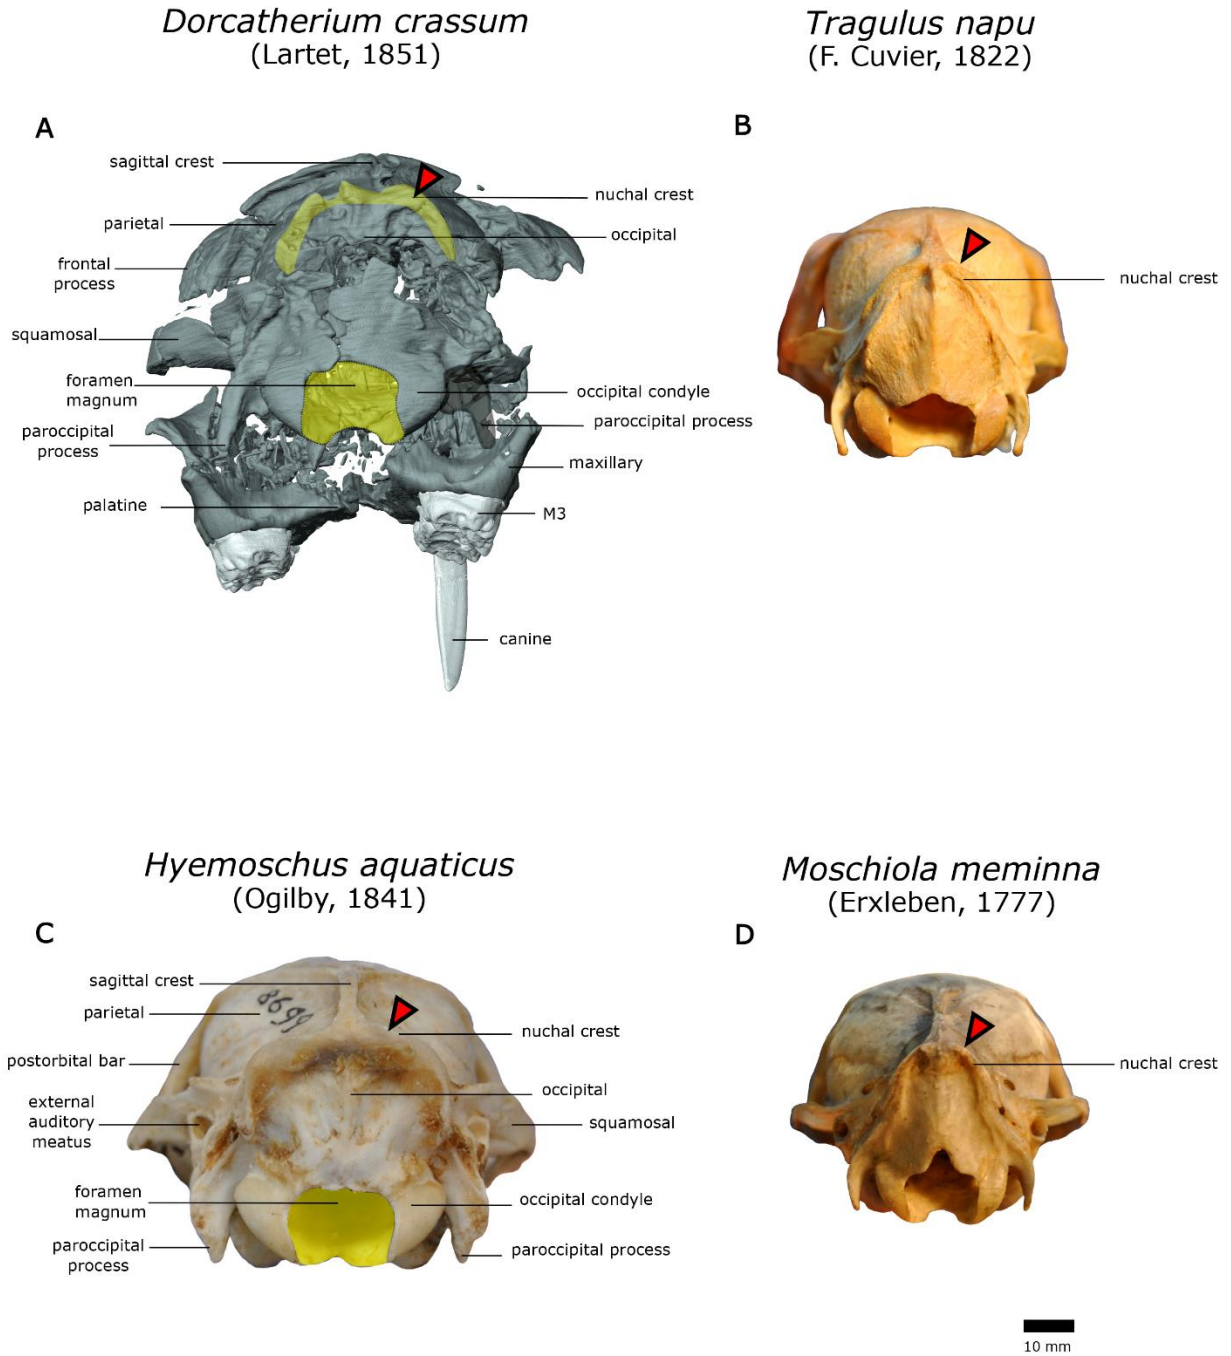 Dorcatherium crassum
(Lartet, 1851)
Tragulus napu
(F. Cuvier, 1822)
A
sagittal crest
nuchal crest
parietal
occipital
frontal
process
squamosal
foramen
magnum
occipital condyle
paroccipital
process
paroccipital process
maxillary
palatine
M3
canine
B
nuchal crest
Hyemoschus aquaticus
(Ogilby, 1841)
Moschiola meminna
(Erxleben, 1777)
C
sagittal crest
parietal
8699
nuchal crest
postorbital bar
occipital
external
auditory
meatus
squamosal
foramen
magnum
occipital condyle
paroccipital
process
paroccipital process
D
nuchal crest
10 mm